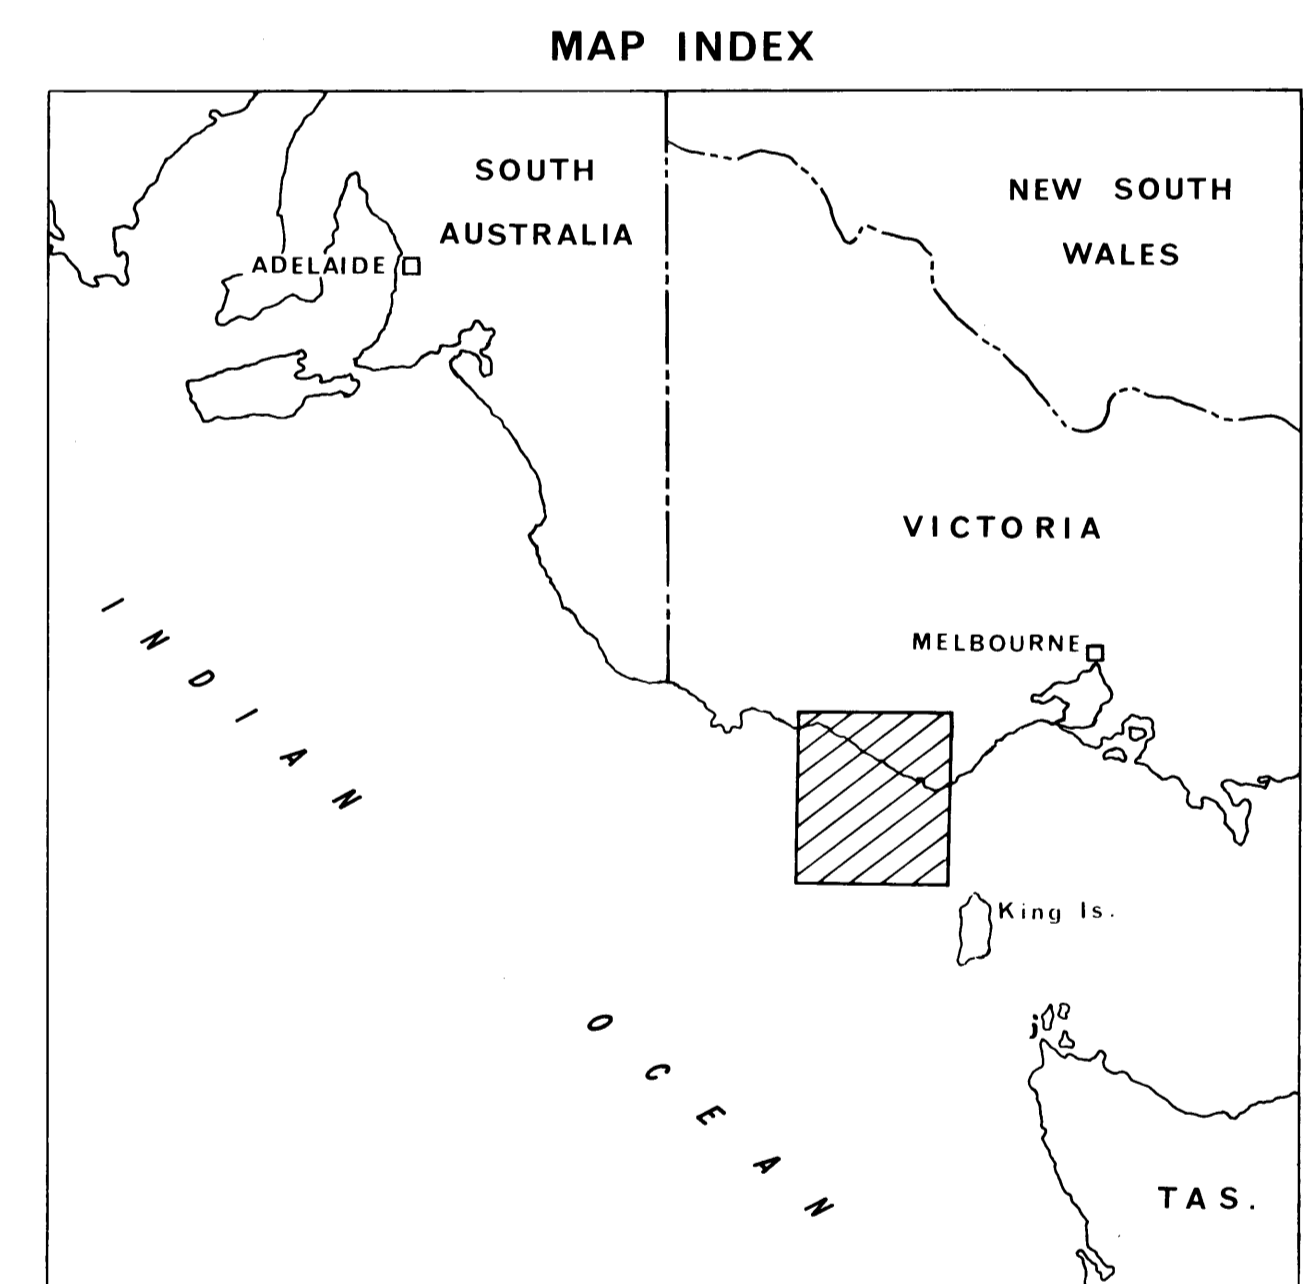 MAP INDEX
SOUTH
AUSTRALIA
NEW SOUTH
WALES
ADELAIDE
VICTORIA
MELBOURNE
INDIAN
King Is.
OCEAN
TAS.